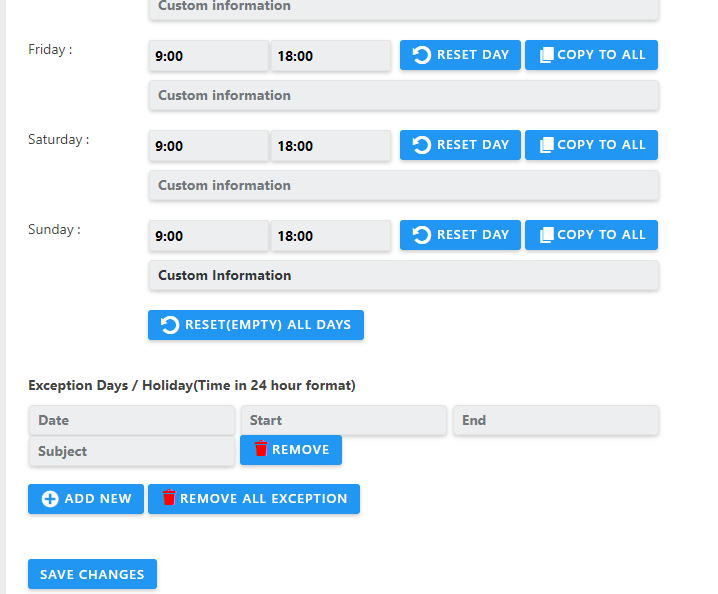 Custom information
Friday : 9:00 18:00 RESET DAY COPY TO ALL
Custom information
Saturday : 9:00 18:00 RESET DAY COPY TO ALL
Custom information
Sunday : 9:00 18:00 RESET DAY COPY TO ALL
Custom Information
RESET(EMPTY) ALL DAYS
Exception Days / Holiday(Time in 24 hour format)
Date Start End
Subject REMOVE
ADD NEW REMOVE ALL EXCEPTION
SAVE CHANGES